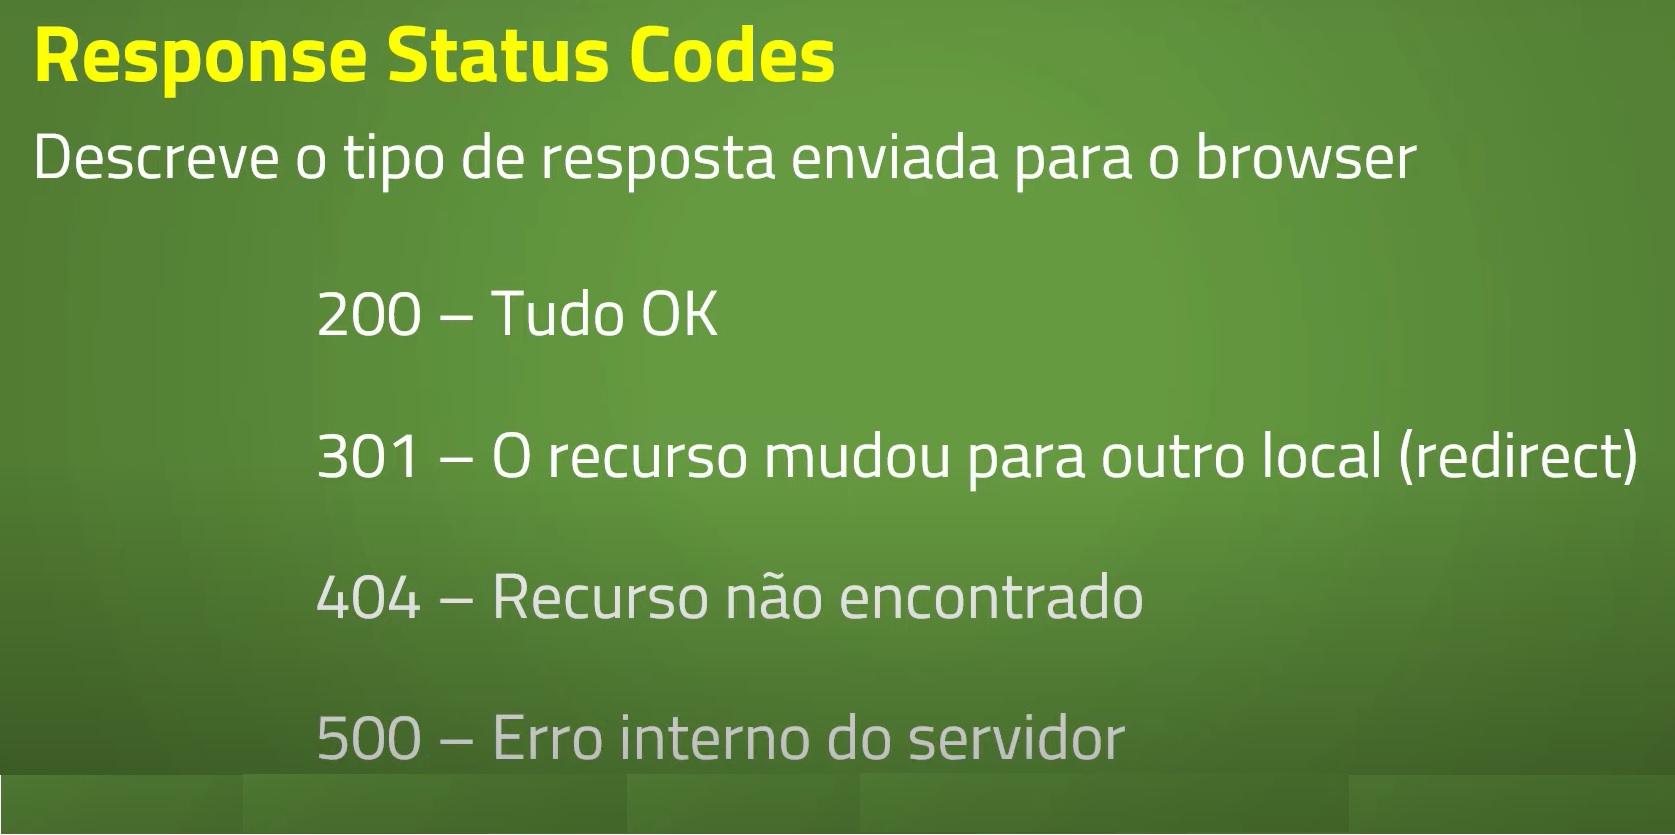 Response Status Codes
Descreve o tipo de resposta enviada para o browser
200 – Tudo OK
301 – O recurso mudou para outro local (redirect)
404 – Recurso não encontrado
500 – Erro interno do servidor